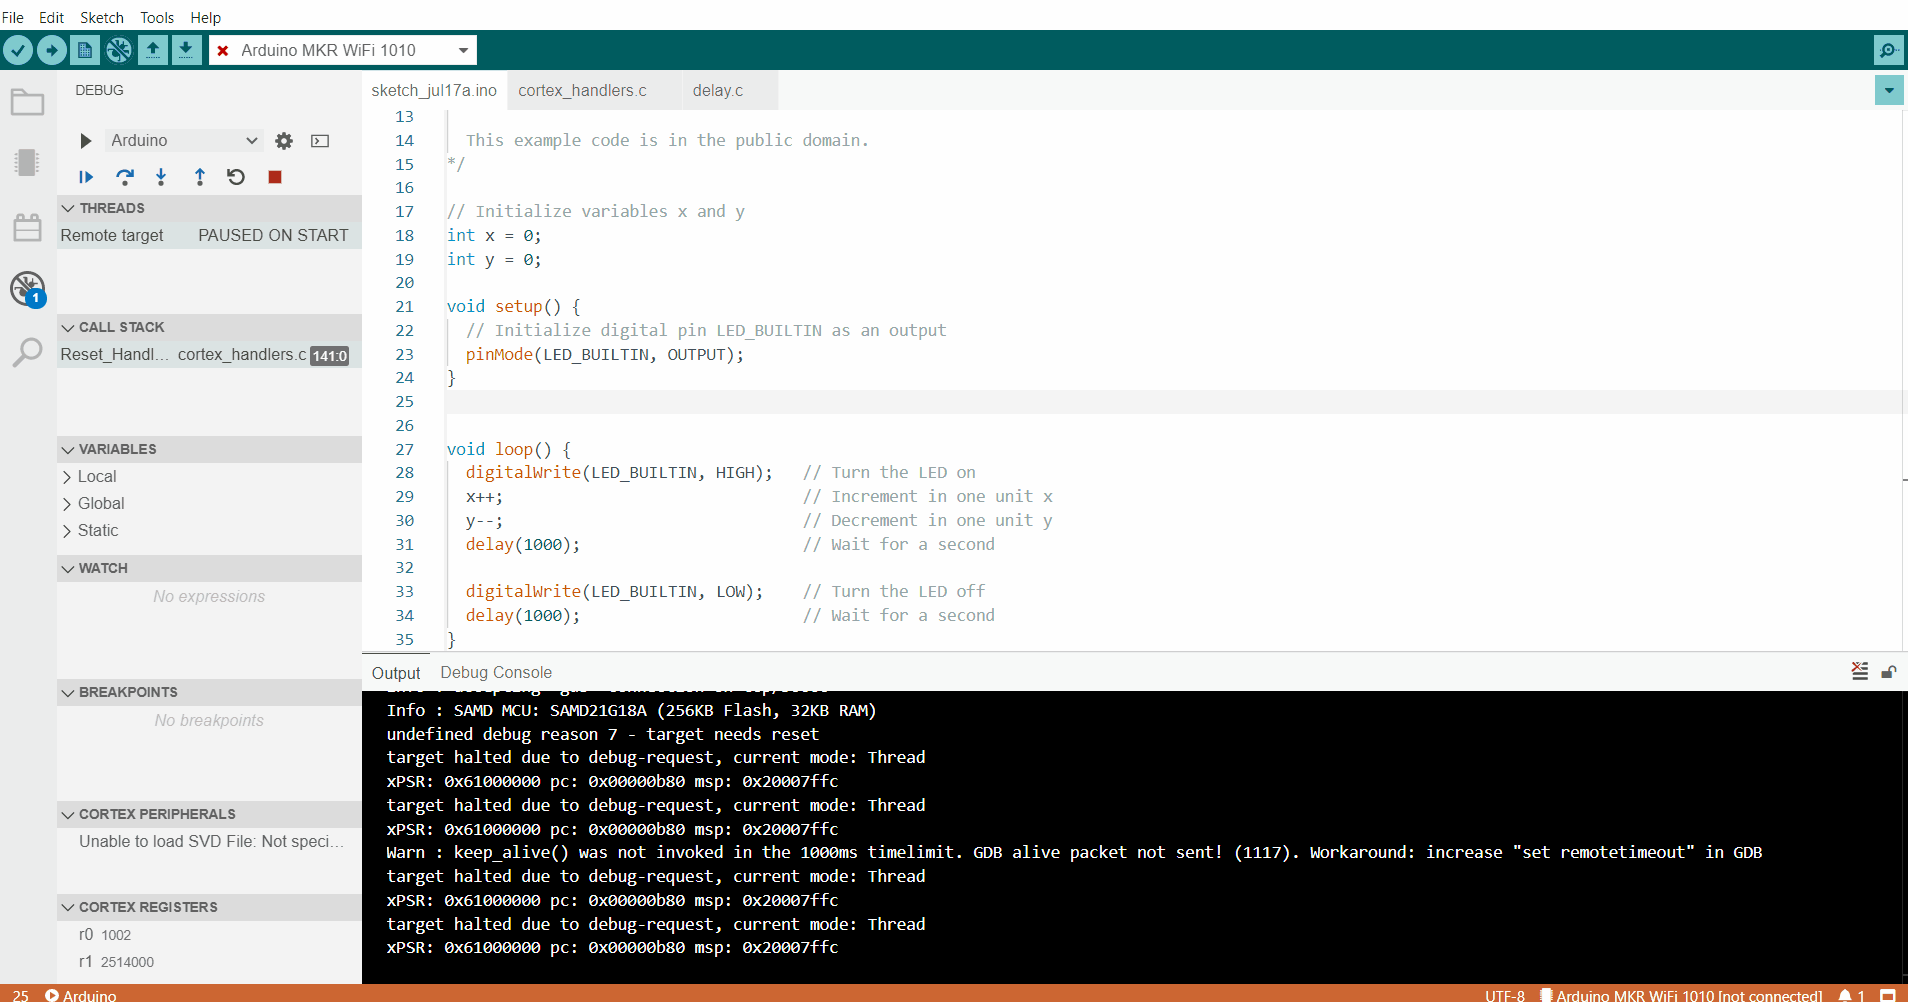 File Edit Sketch Tools Help
Arduino MKR WiFi 1010
DEBUG
Arduino
THREADS
Remote target PAUSED ON START
CALL STACK
Reset_Handl... cortex_handlers.c 141:0
VARIABLES
Local
Global
Static
WATCH
No expressions
BREAKPOINTS
No breakpoints
CORTEX PERIPHERALS
Unable to load SVD File: Not speci...
CORTEX REGISTERS
r0 1002
r1 2514000
1
sketch_jul17a.ino cortex_handlers.c delay.c
13
14 This example code is in the public domain.
15 */
16
17 // Initialize variables x and y
18 int x = 0;
19 int y = 0;
20
21 void setup() {
22 // Initialize digital pin LED_BUILTIN as an output
23 pinMode(LED_BUILTIN, OUTPUT);
24 }
25
26
27 void loop() {
28 digitalWrite(LED_BUILTIN, HIGH); // Turn the LED on
29 x++; // Increment in one unit x
30 y--; // Decrement in one unit y
31 delay(1000); // Wait for a second
32
33 digitalWrite(LED_BUILTIN, LOW); // Turn the LED off
34 delay(1000); // Wait for a second
35 }
Output Debug Console
Info : SAMD MCU: SAMD21G18A (256KB Flash, 32KB RAM)
undefined debug reason 7 - target needs reset
target halted due to debug-request, current mode: Thread
xPSR: 0x61000000 pc: 0x00000b80 msp: 0x20007ffc
target halted due to debug-request, current mode: Thread
xPSR: 0x61000000 pc: 0x00000b80 msp: 0x20007ffc
Warn : keep_alive() was not invoked in the 1000ms timelimit. GDB alive packet not sent! (1117). Workaround: increase "set remotetimeout" in GDB
target halted due to debug-request, current mode: Thread
xPSR: 0x61000000 pc: 0x00000b80 msp: 0x20007ffc
target halted due to debug-request, current mode: Thread
xPSR: 0x61000000 pc: 0x00000b80 msp: 0x20007ffc
25 Arduino UTF-8 Arduino MKR WiFi 1010 [not connected] 1